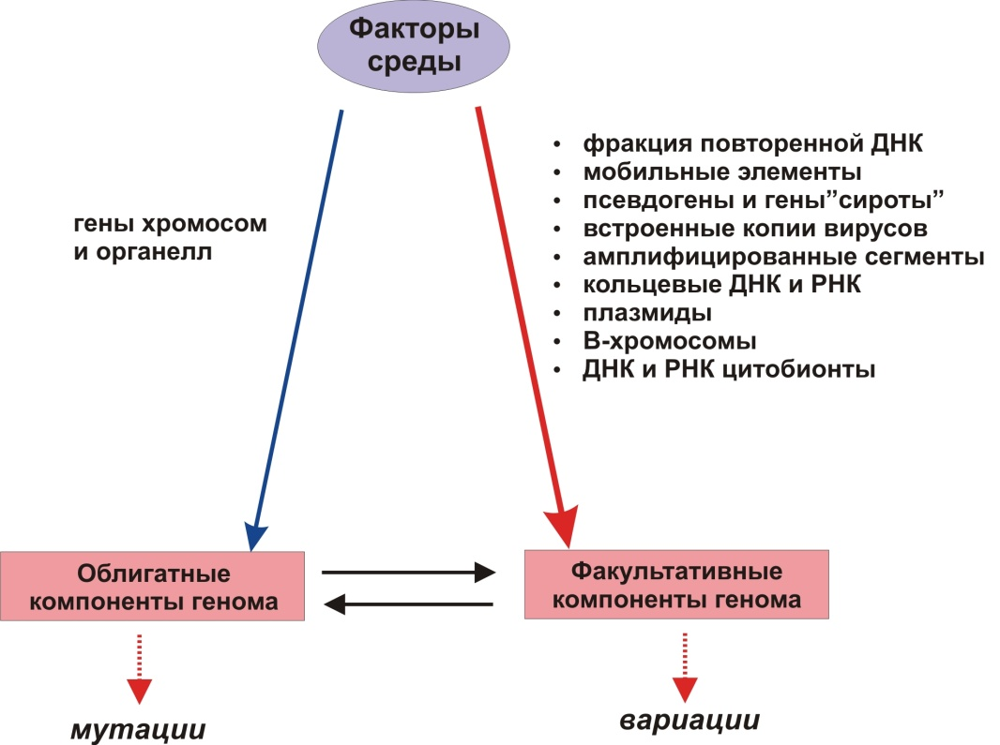 Факторы
среды
гены хромосом
и органелл
• фракция повторенной ДНК
• мобильные элементы
• псевдогены и гены”сироты”
• встроенные копии вирусов
• амплифицированные сегменты
• кольцевые ДНК и РНК
• плазмиды
• В-хромосомы
• ДНК и РНК цитобионты
Облигатные
компоненты генома
Факультативные
компоненты генома
мутации
вариации